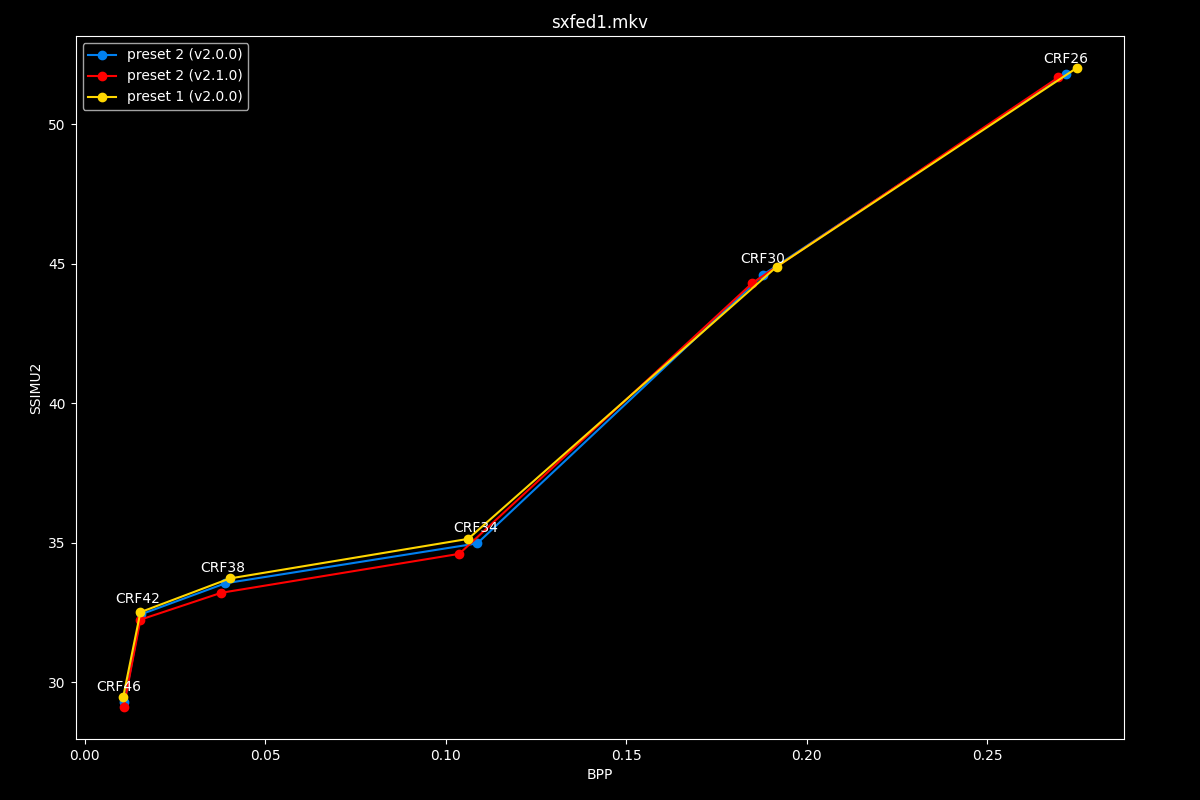 sxfed1.mkv
preset 2 (v2.0.0)
preset 2 (v2.1.0)
preset 1 (v2.0.0)
CRF26
CRF30
CRF34
CRF38
CRF42
CRF46
50
45
40
35
30
SSIMU2
0.00 0.05 0.10 0.15 0.20 0.25
BPP